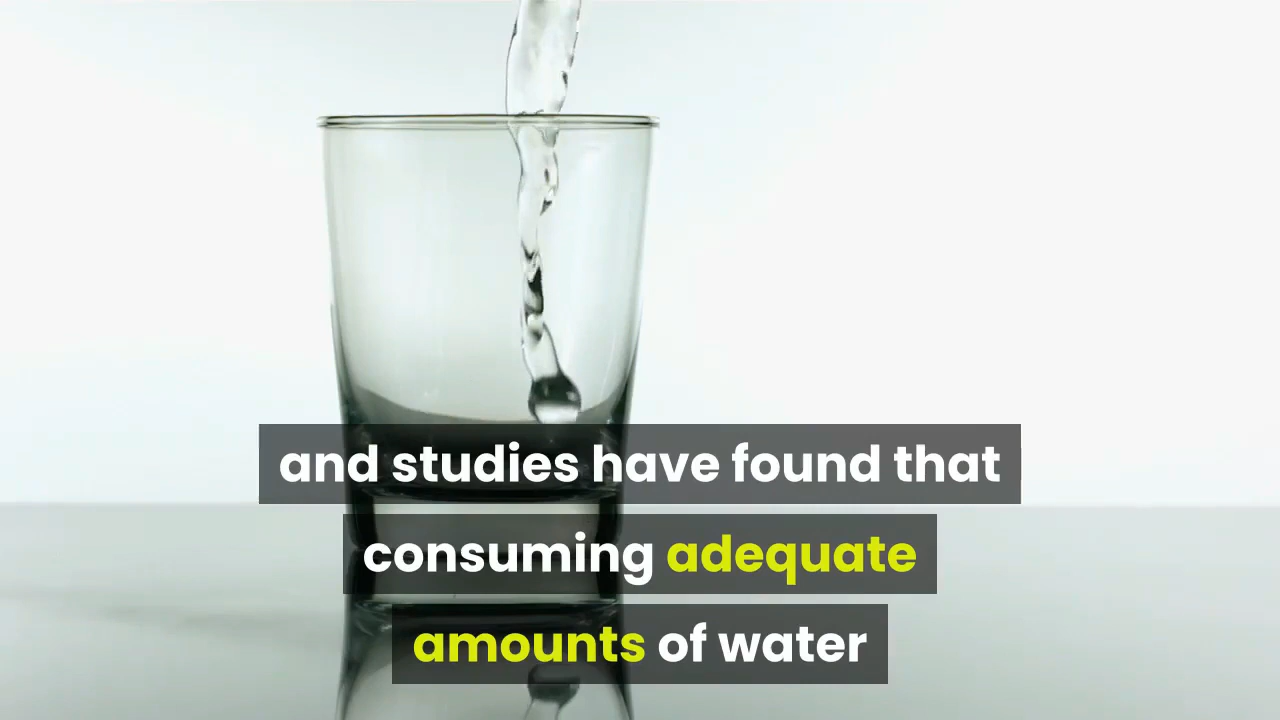 and studies have found that
consuming adequate
amounts of water